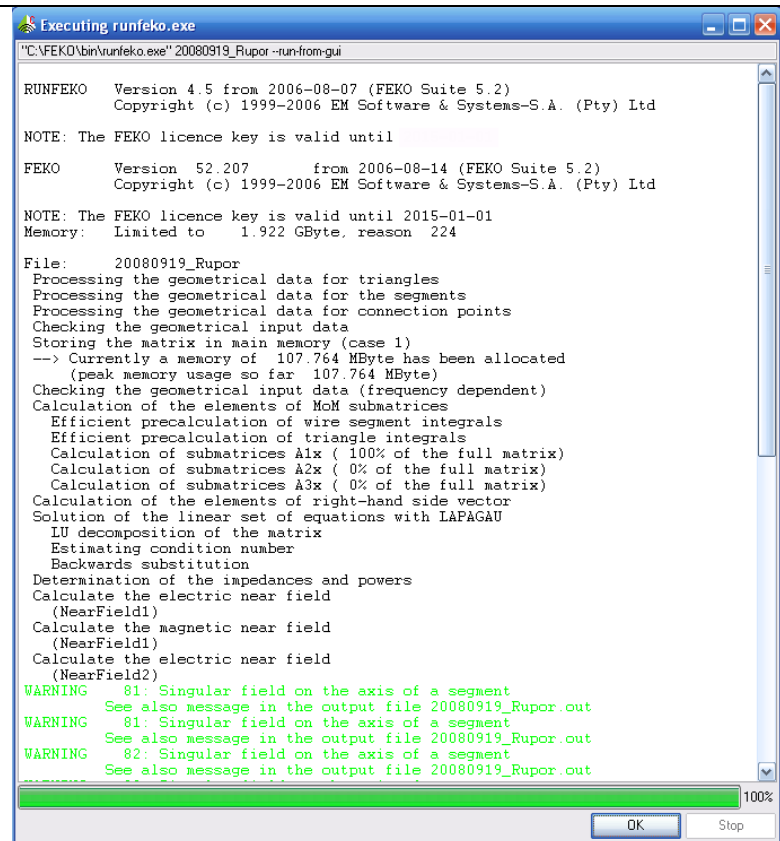 Executing runfeko.exe
"C:\FEKO\bin\runfeko.exe" 20080919_Rupor --run-from-gui
RUNFEKO Version 4.5 from 2006-08-07 (FEKO Suite 5.2)
Copyright (c) 1999-2006 EM Software & Systems-S.A. (Pty) Ltd
NOTE: The FEKO licence key is valid until
FEKO Version 52.207 from 2006-08-14 (FEKO Suite 5.2)
Copyright (c) 1999-2006 EM Software & Systems-S.A. (Pty) Ltd
NOTE: The FEKO licence key is valid until 2015-01-01
Memory: Limited to 1.922 GByte, reason 224
File: 20080919_Rupor
Processing the geometrical data for triangles
Processing the geometrical data for the segments
Processing the geometrical data for connection points
Checking the geometrical input data
Storing the matrix in main memory (case 1)
--> Currently a memory of 107.764 MByte has been allocated
(peak memory usage so far 107.764 MByte)
Checking the geometrical input data (frequency dependent)
Calculation of the elements of MoM submatrices
Efficient precalculation of wire segment integrals
Efficient precalculation of triangle integrals
Calculation of submatrices A1x ( 100% of the full matrix)
Calculation of submatrices A2x ( 0% of the full matrix)
Calculation of submatrices A3x ( 0% of the full matrix)
Calculation of the elements of right-hand side vector
Solution of the linear set of equations with LAPAGAU
LU decomposition of the matrix
Estimating condition number
Backwards substitution
Determination of the impedances and powers
Calculate the electric near field
(NearField1)
Calculate the magnetic near field
(NearField1)
Calculate the electric near field
(NearField2)
WARNING 81: Singular field on the axis of a segment
See also message in the output file 20080919_Rupor.out
WARNING 81: Singular field on the axis of a segment
See also message in the output file 20080919_Rupor.out
WARNING 82: Singular field on the axis of a segment
See also message in the output file 20080919_Rupor.out
100%
OK Stop